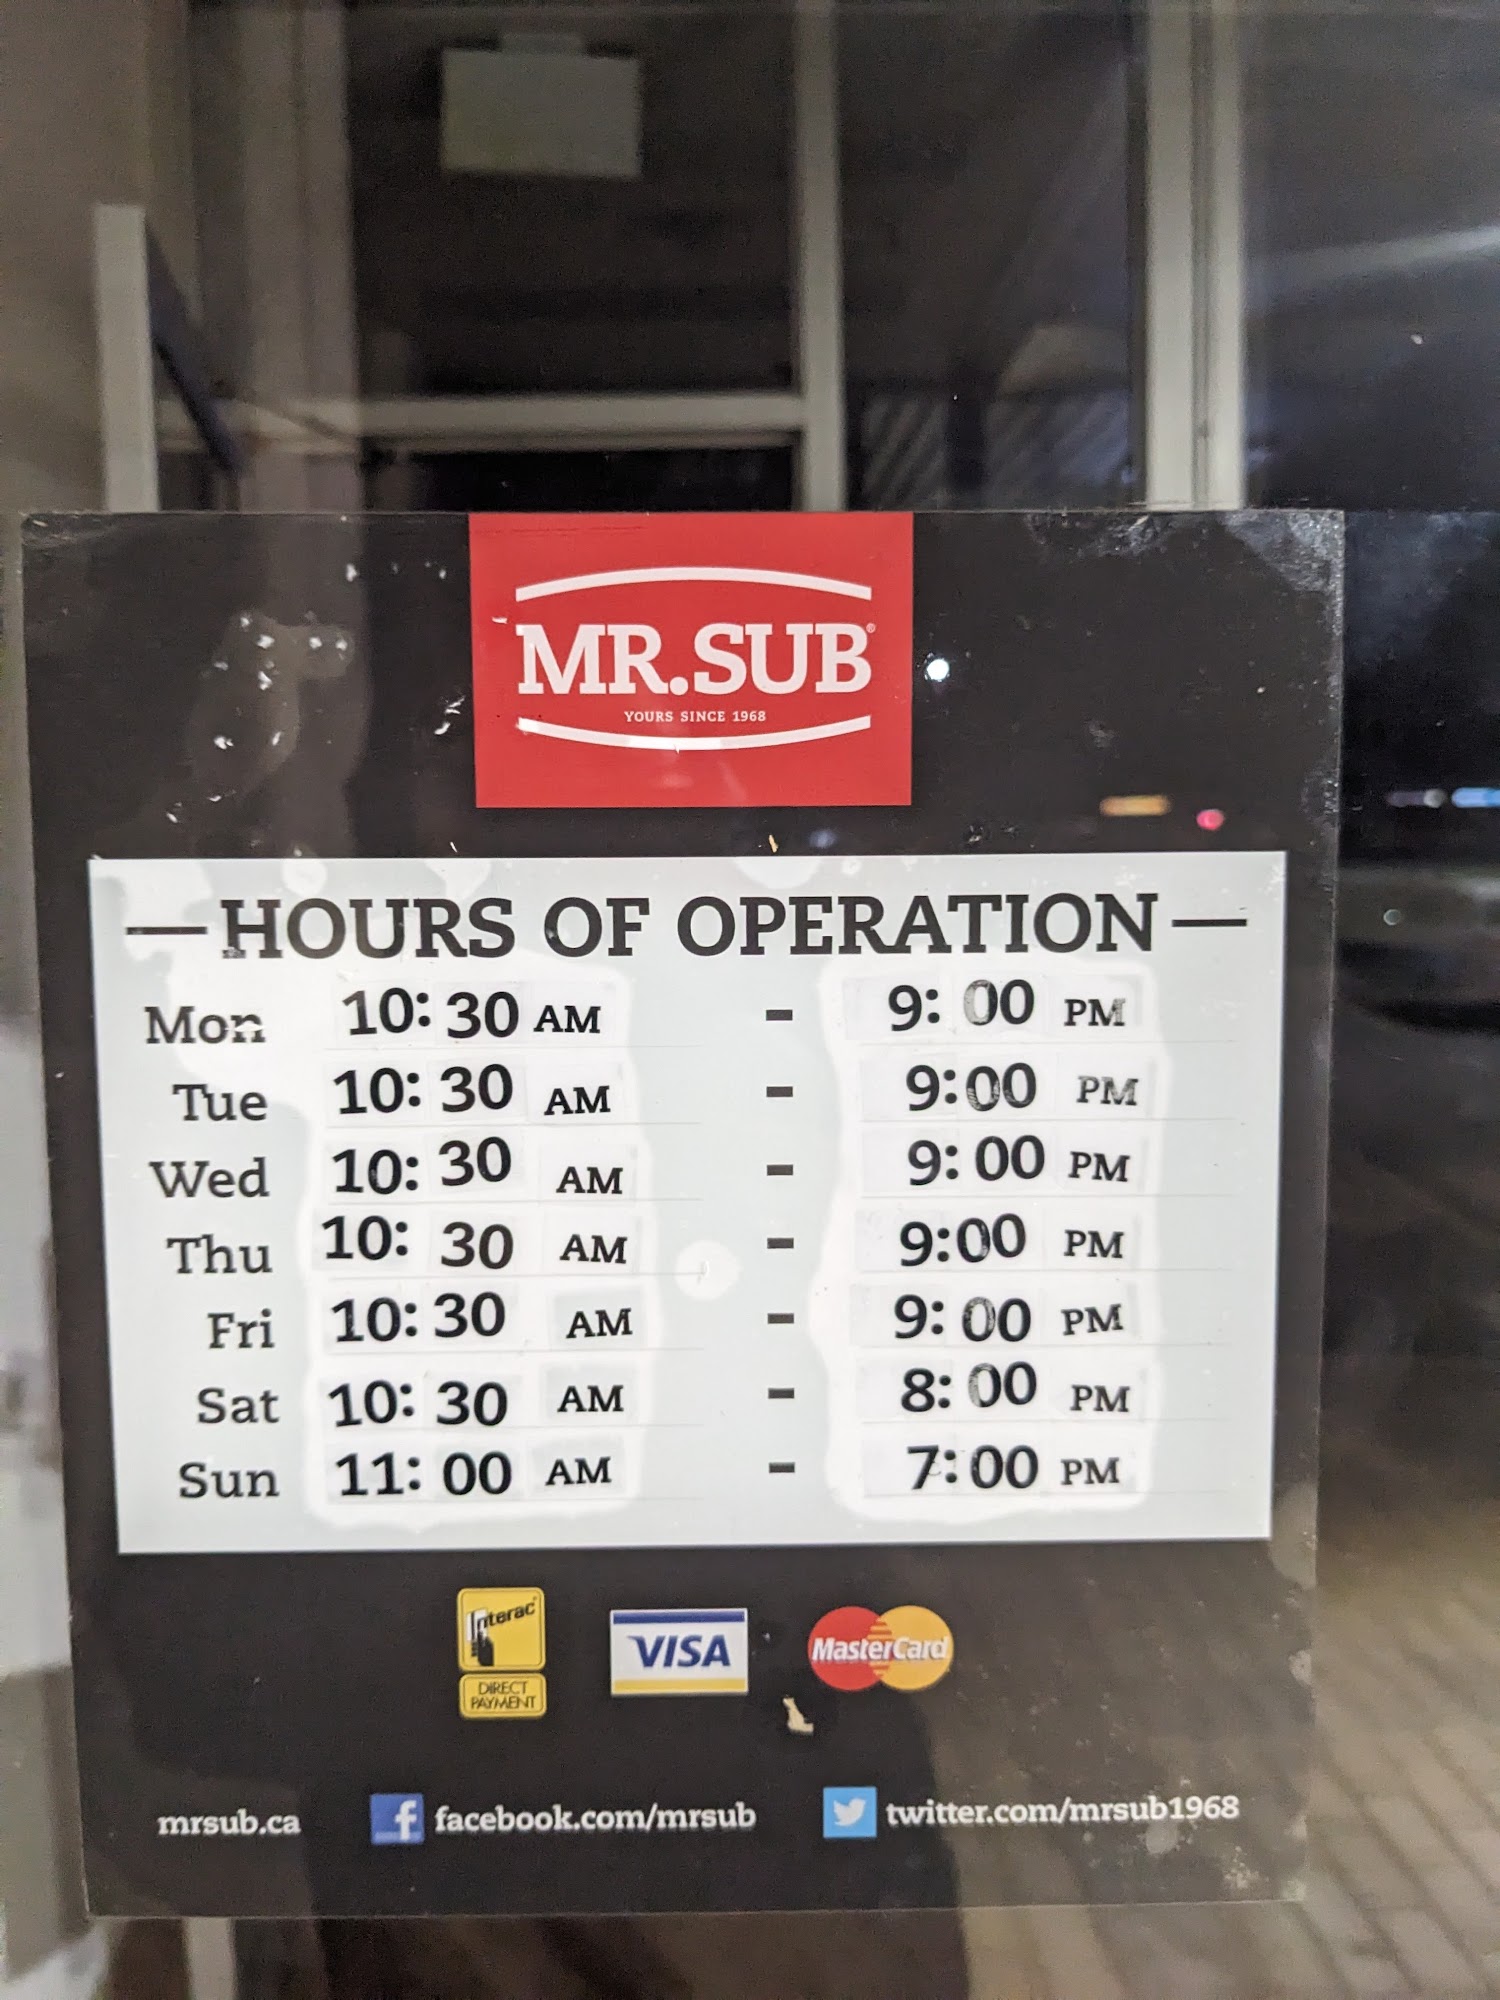 MR.SUB®
YOURS SINCE 1968
HOURS OF OPERATION
Mon 10:30 AM - 9:00 PM
Tue 10:30 AM - 9:00 PM
Wed 10:30 AM - 9:00 PM
Thu 10:30 AM - 9:00 PM
Fri 10:30 AM - 9:00 PM
Sat 10:30 AM - 8:00 PM
Sun 11:00 AM - 7:00 PM
Interac
DIRECT
PAYMENT
VISA
MasterCard
mrsub.ca facebook.com/mrsub twitter.com/mrsub1968